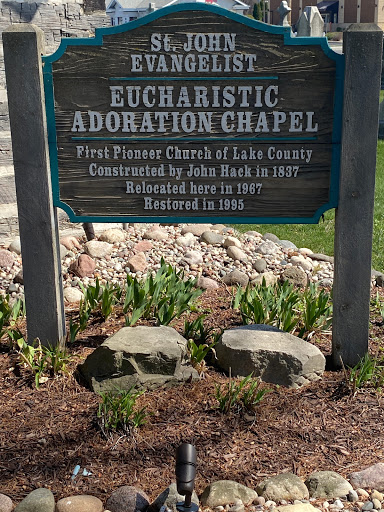 St. John
Evangelist
Eucharistic
Adoration Chapel
First Pioneer Church of Lake County
Constructed by John Hack in 1837
Relocated here in 1967
Restored in 1995